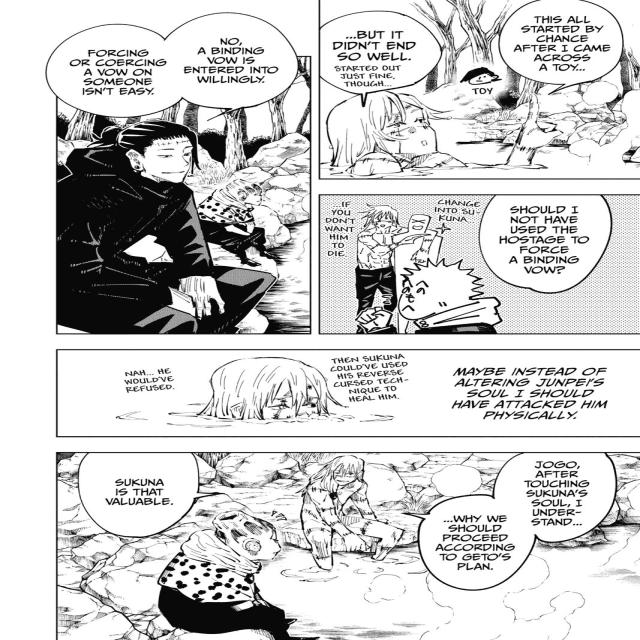 THIS ALL
STARTED BY
CHANCE
AFTER I CAME
ACROSS
A TOY...
TOY
...BUT IT
DIDN'T END
SO WELL.
STARTED OUT
JUST FINE,
THOUGH...
NO,
A BINDING
VOW IS
ENTERED INTO
WILLINGLY.
FORCING
OR COERCING
A VOW ON
SOMEONE
ISN'T EASY.
SHOULD I
NOT HAVE
USED THE
HOSTAGE TO
FORCE
A BINDING
VOW?
CHANGE
INTO SU-
KUNA
...IF
YOU
DON'T
WANT
HIM
TO
DIE.
MAYBE INSTEAD OF
ALTERING JUNPEI'S
SOUL I SHOULD
HAVE ATTACKED HIM
PHYSICALLY.
THEN SUKUNA
COULD'VE USED
HIS REVERSE
CURSED TECH-
NIQUE TO
HEAL HIM.
NAH... HE
WOULD'VE
REFUSED.
JOGO,
AFTER
TOUCHING
SUKUNA'S
SOUL, I
UNDER-
STAND...
...WHY WE
SHOULD
PROCEED
ACCORDING
TO GETO'S
PLAN.
SUKUNA
IS THAT
VALUABLE.